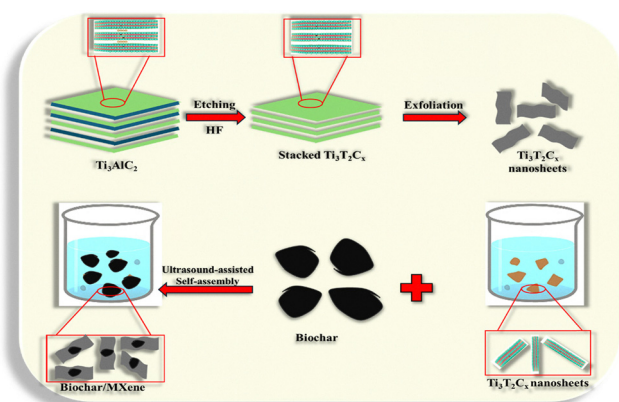 Etching
HF
Exfoliation
Ti₃AlC₂
Stacked Ti₃T₂Cₓ
Ti₃T₂Cₓ
nanosheets
Ultrasound-assisted
Self-assembly
Biochar
Biochar/MXene
Ti₃T₂Cₓ nanosheets